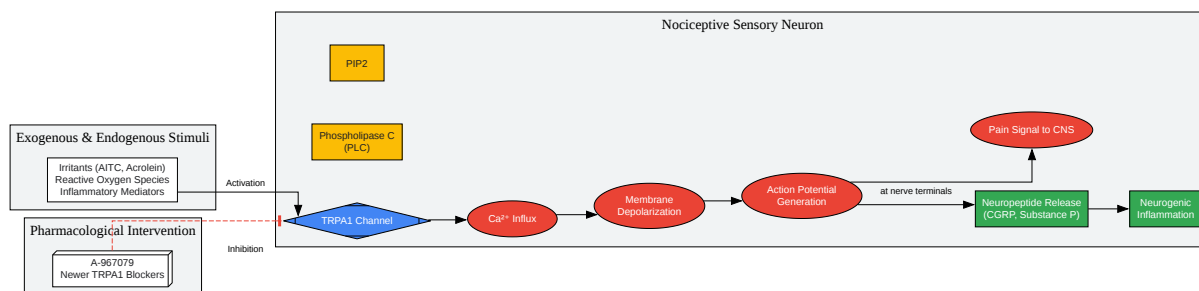 Nociceptive Sensory Neuron
PIP2
Phospholipase C
(PLC)
Exogenous & Endogenous Stimuli
Irritants (AITC, Acrolein)
Reactive Oxygen Species
Inflammatory Mediators
Activation
Pharmacological Intervention
A-967079
Newer TRPA1 Blockers
Inhibition
TRPA1 Channel
Ca²⁺ Influx
Membrane
Depolarization
Action Potential
Generation
at nerve terminals
Pain Signal to CNS
Neuropeptide Release
(CGRP, Substance P)
Neurogenic
Inflammation